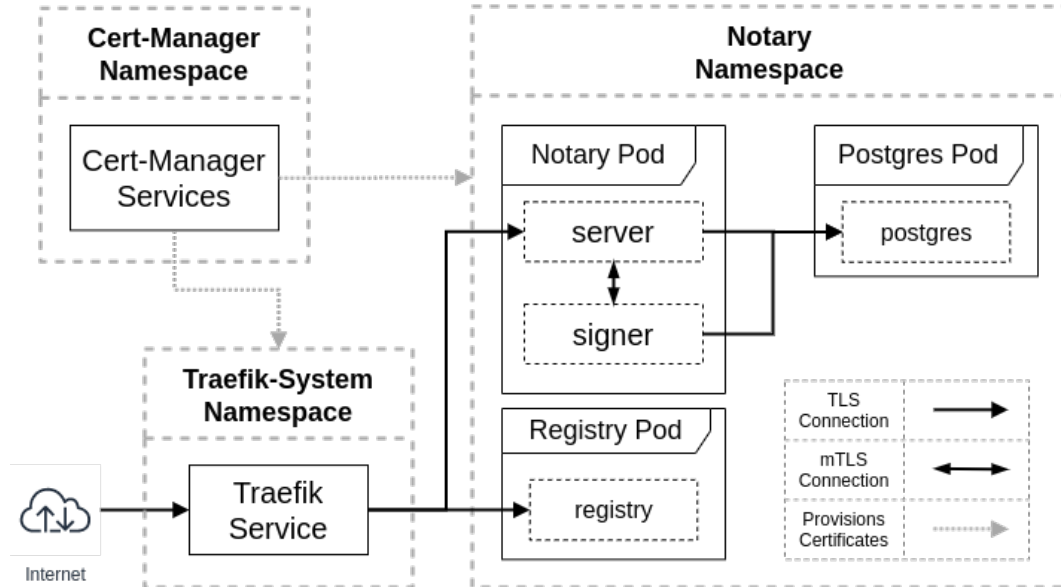 Cert-Manager
Namespace
Cert-Manager
Services
Notary
Namespace
Notary Pod
server
signer
Postgres Pod
postgres
Traefik-System
Namespace
Traefik
Service
Internet
Registry Pod
registry
TLS
Connection
mTLS
Connection
Provisions
Certificates